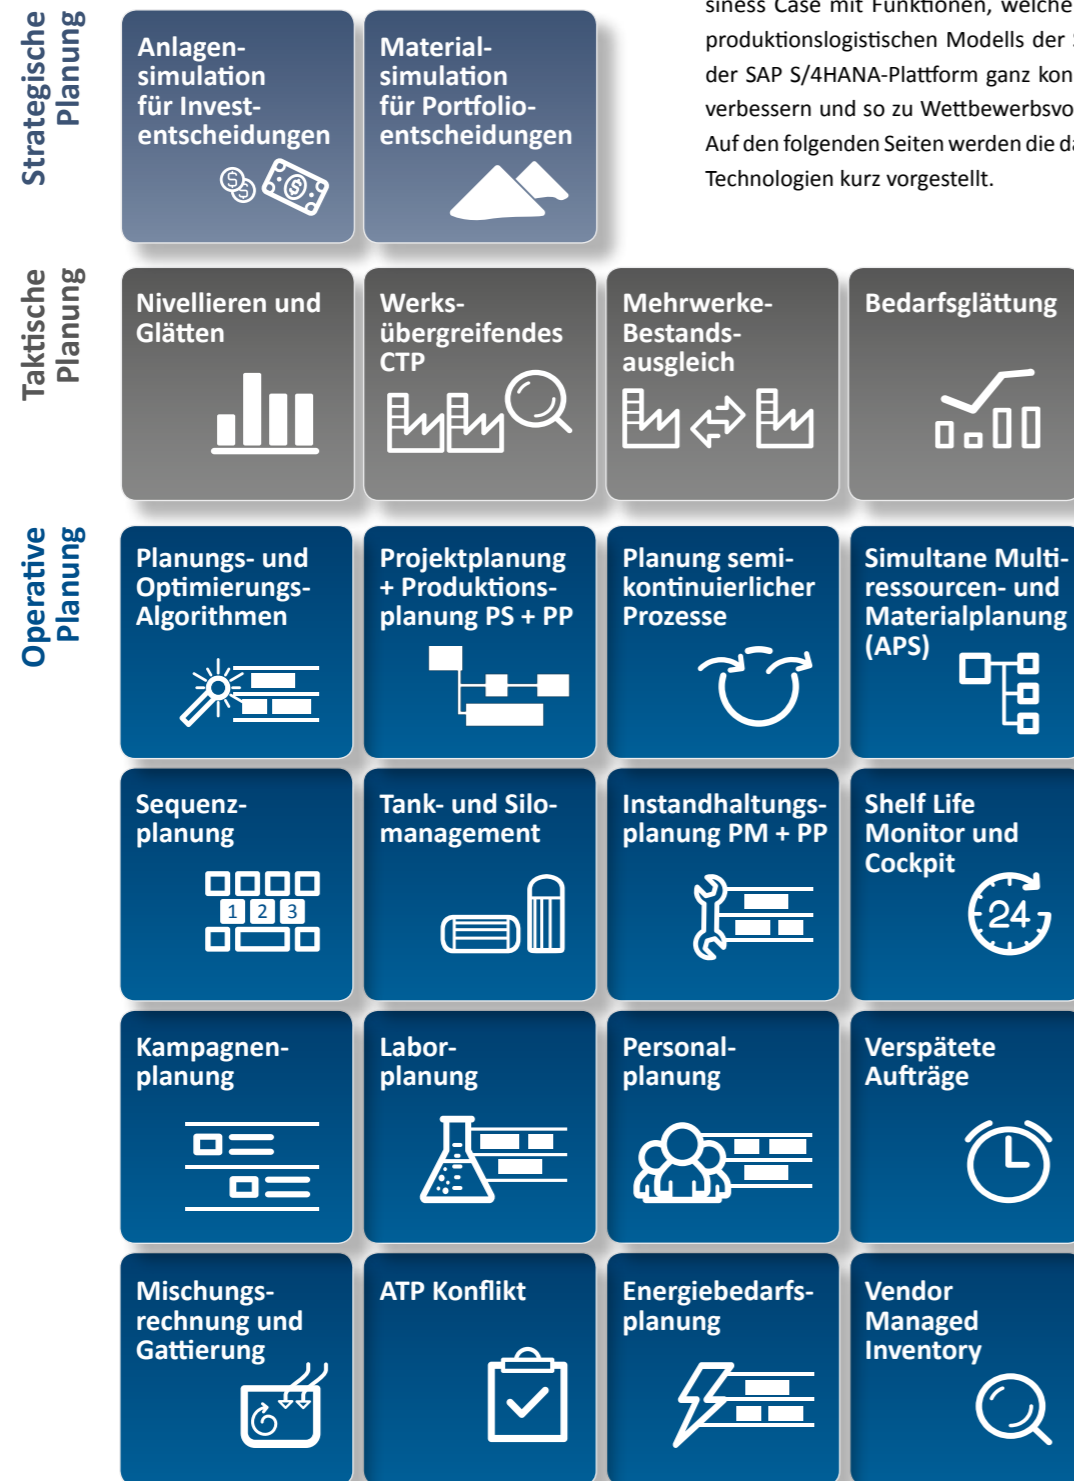 siness Case mit Funktionen, welche
produktionslogistischen Modells der
der SAP S/4HANA-Plattform ganz kon
verbessern und so zu Wettbewerbsvo
Auf den folgenden Seiten werden die da
Technologien kurz vorgestellt.
Strategische
Planung
Anlagen-
simulation
für Invest-
entscheidungen
Material-
simulation
für Portfolio-
entscheidungen
Taktische
Planung
Nivellieren und
Glätten
Werks-
übergreifendes
CTP
Mehrwerke-
Bestands-
ausgleich
Bedarfsglättung
Operative
Planung
Planungs- und
Optimierungs-
Algorithmen
Projektplanung
+ Produktions-
planung PS + PP
Planung semi-
kontinuierlicher
Prozesse
Simultane Multi-
ressourcen- und
Materialplanung
(APS)
Sequenz-
planung
1 2 3
Tank- und Silo-
management
Instandhaltungs-
planung PM + PP
Shelf Life
Monitor und
Cockpit
24
Kampagnen-
planung
Labor-
planung
Personal-
planung
Verspätete
Aufträge
Mischungs-
rechnung und
Gattierung
ATP Konflikt
Energiebedarfs-
planung
Vendor
Managed
Inventory